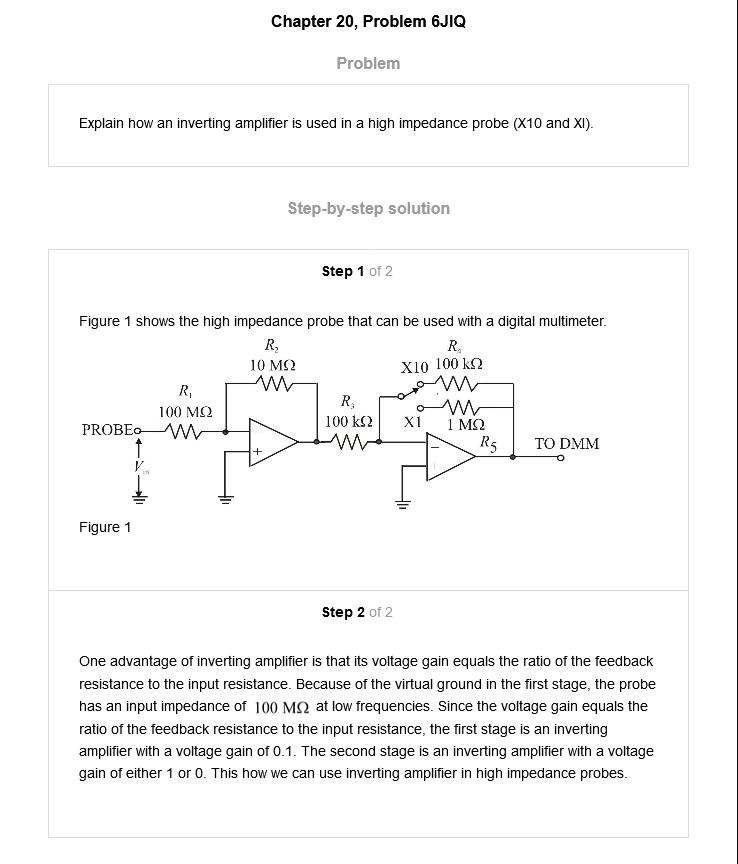 Chapter 20, Problem 6JIQ
Problem
Explain how an inverting amplifier is used in a high impedance probe (X10 and XI).
Step-by-step solution
Step 1 of 2
Figure 1 shows the high impedance probe that can be used with a digital multimeter.
R₂
10 MΩ
R₄
X10 100 kΩ
R₁
100 MΩ
R₃
100 kΩ
X1 1 MΩ
R5
PROBE
TO DMM
+
−
V in
Figure 1
Step 2 of 2
One advantage of inverting amplifier is that its voltage gain equals the ratio of the feedback
resistance to the input resistance. Because of the virtual ground in the first stage, the probe
has an input impedance of 100 MΩ at low frequencies. Since the voltage gain equals the
ratio of the feedback resistance to the input resistance, the first stage is an inverting
amplifier with a voltage gain of 0.1. The second stage is an inverting amplifier with a voltage
gain of either 1 or 0. This how we can use inverting amplifier in high impedance probes.